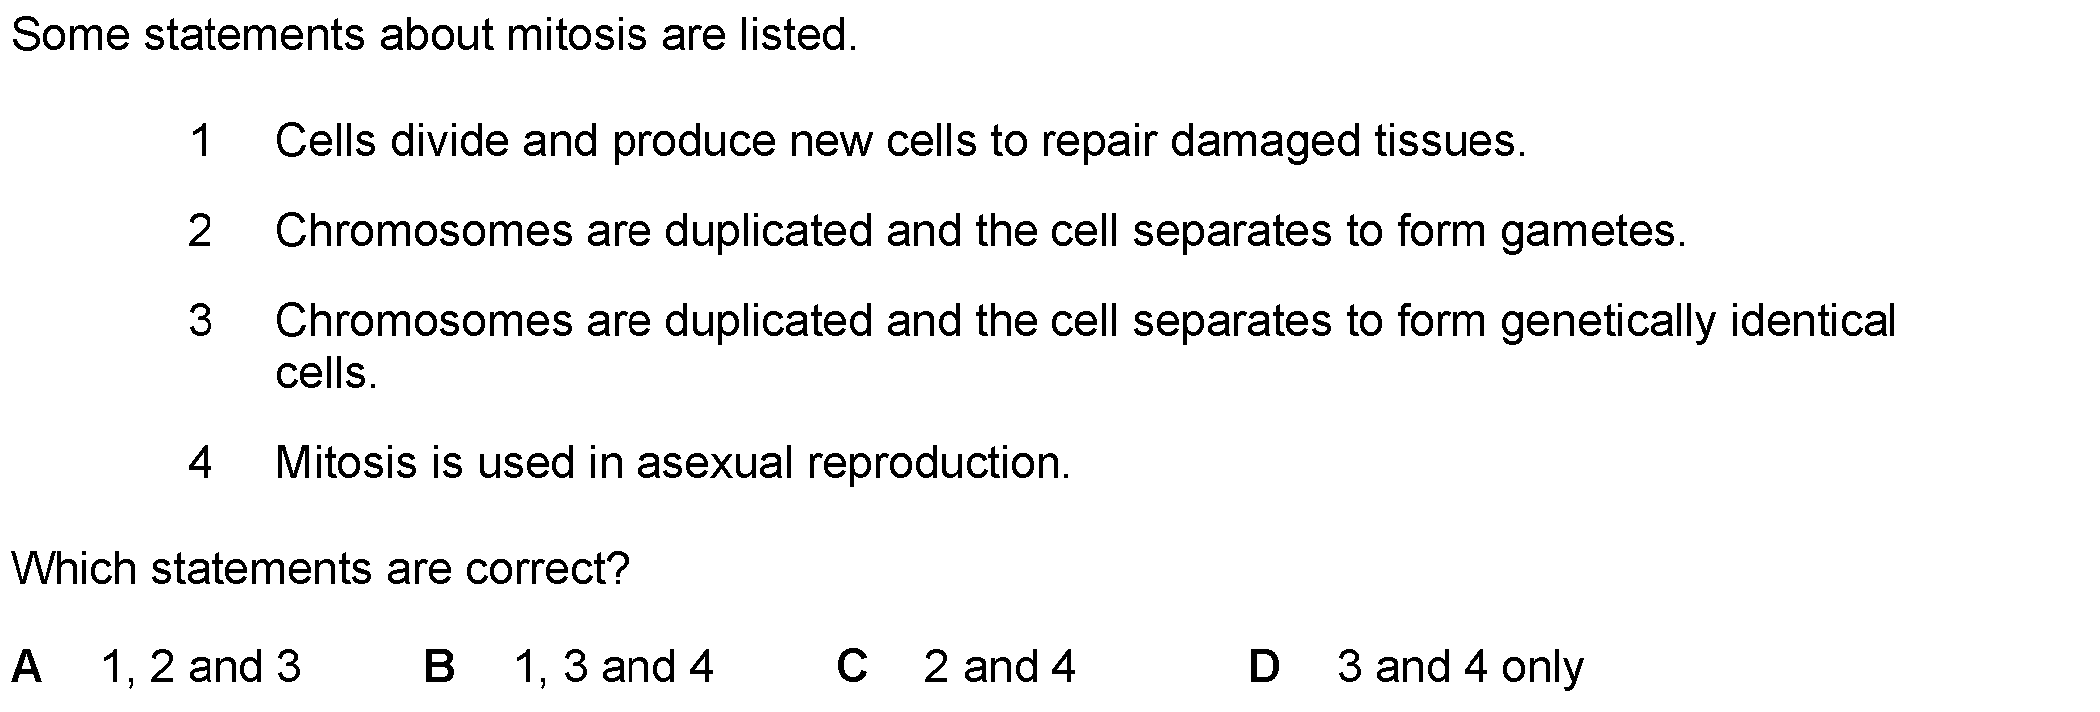 Some statements about mitosis are listed.
1 Cells divide and produce new cells to repair damaged tissues.
2 Chromosomes are duplicated and the cell separates to form gametes.
3 Chromosomes are duplicated and the cell separates to form genetically identical
cells.
4 Mitosis is used in asexual reproduction.
Which statements are correct?
A 1, 2 and 3 B 1, 3 and 4 C 2 and 4 D 3 and 4 only